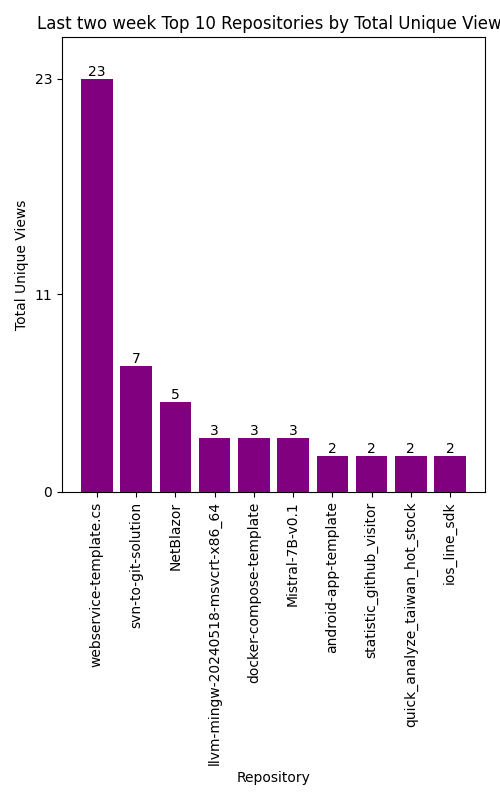 Last two week Top 10 Repositories by Total Unique View
23
11
0
Total Unique Views
23
7
5
3
3
3
2
2
2
2
webservice-template.cs
svn-to-git-solution
NetBlazor
llvm-mingw-20240518-msvcrt-x86_64
docker-compose-template
Mistral-7B-v0.1
android-app-template
statistic_github_visitor
quick_analyze_taiwan_hot_stock
ios_line_sdk
Repository